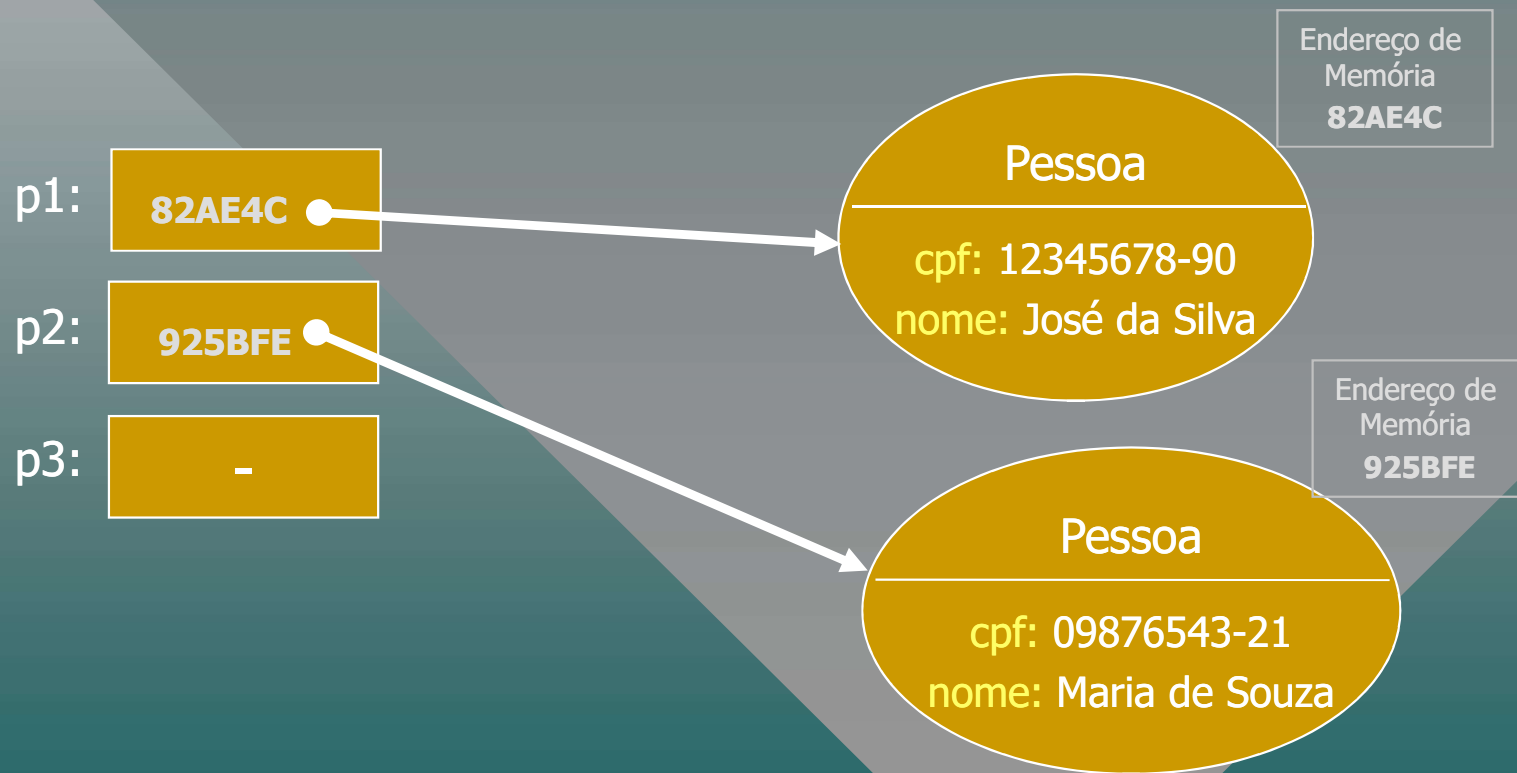 p1:
82AE4C
p2:
925BFE
p3:
-
Pessoa
cpf: 12345678-90
nome: José da Silva
Endereço de
Memória
82AE4C
Pessoa
cpf: 09876543-21
nome: Maria de Souza
Endereço de
Memória
925BFE